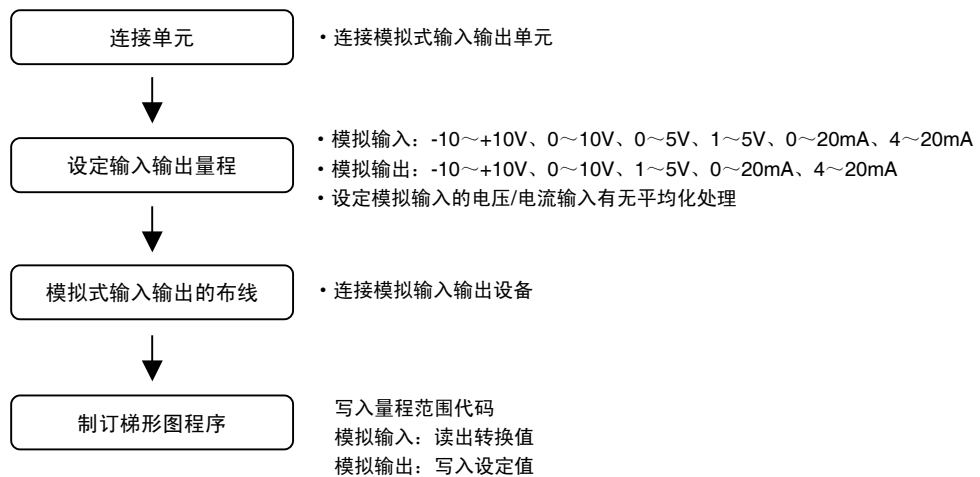 连接单元
・连接模拟式输入输出单元
设定输入输出量程
・模拟输入：-10～+10V、0～10V、0～5V、1～5V、0～20mA、4～20mA
・模拟输出：-10～+10V、0～10V、1～5V、0～20mA、4～20mA
・设定模拟输入的电压/电流输入有无平均化处理
模拟式输入输出的布线
・连接模拟输入输出设备
制订梯形图程序
写入量程范围代码
模拟输入：读出转换值
模拟输出：写入设定值